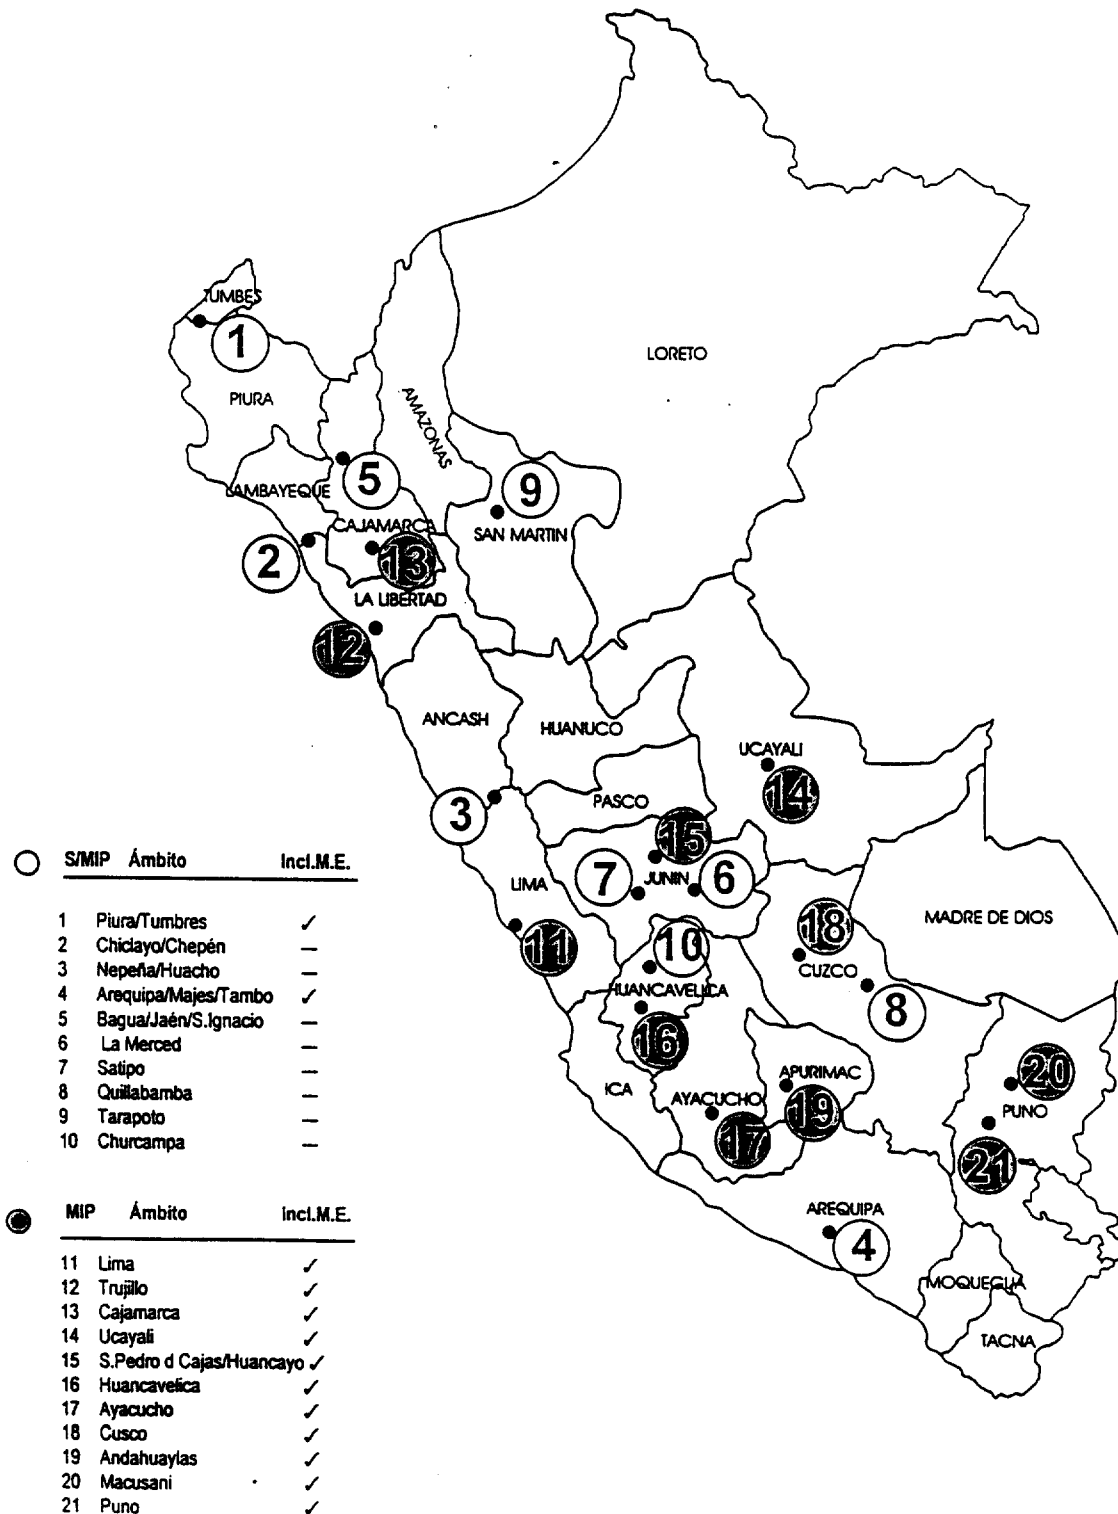 TUMBES
1
LORETO
PIURA
AMAZONAS
5
9
LAMBAYEQUE
CAJAMARCA
SAN MARTIN
2
13
LA LIBERTAD
12
ANCASH
HUANUCO
UCAYALI
14
3
PASCO
15
7
JUNIN
6
LIMA
MADRE DE DIOS
18
11
10
CUZCO
HUANCAVELICA
8
16
ICA
APURIMAC
20
AYACUCHO
19
PUNO
17
21
AREQUIPA
4
MOQUEGUA
TACNA
S/MIP Ámbito Incl.M.E.
1 Piura/Tumbres ✓
2 Chiclayo/Chepén —
3 Nepeña/Huacho —
4 Arequipa/Majes/Tambo ✓
5 Bagua/Jaén/S.Ignacio —
6 La Merced —
7 Satipo —
8 Quillabamba —
9 Tarapoto —
10 Churcampa —
MIP Ámbito Incl.M.E.
11 Lima ✓
12 Trujillo ✓
13 Cajamarca ✓
14 Ucayali ✓
15 S.Pedro d Cajas/Huancayo ✓
16 Huancavelica ✓
17 Ayacucho ✓
18 Cusco ✓
19 Andahuaylas ✓
20 Macusani ✓
21 Puno ✓